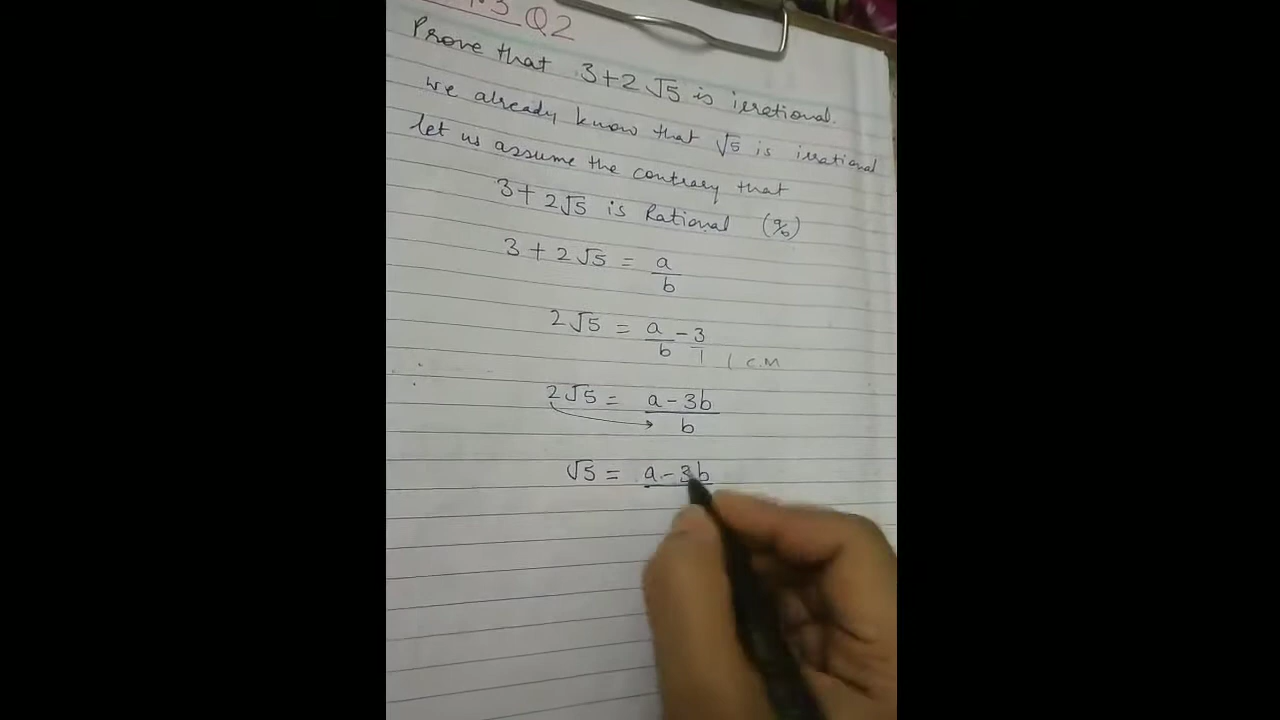 Q2
Prove that 3+2√5 is irrational.
we already know that √5 is irrational
let us assume the contrary that
3+2√5 is Rational (a/b)
3+2√5 = a/b
2√5 = a/b - 3/1 LCM
∴ 2√5 = a-3b/b
√5 = a-3b